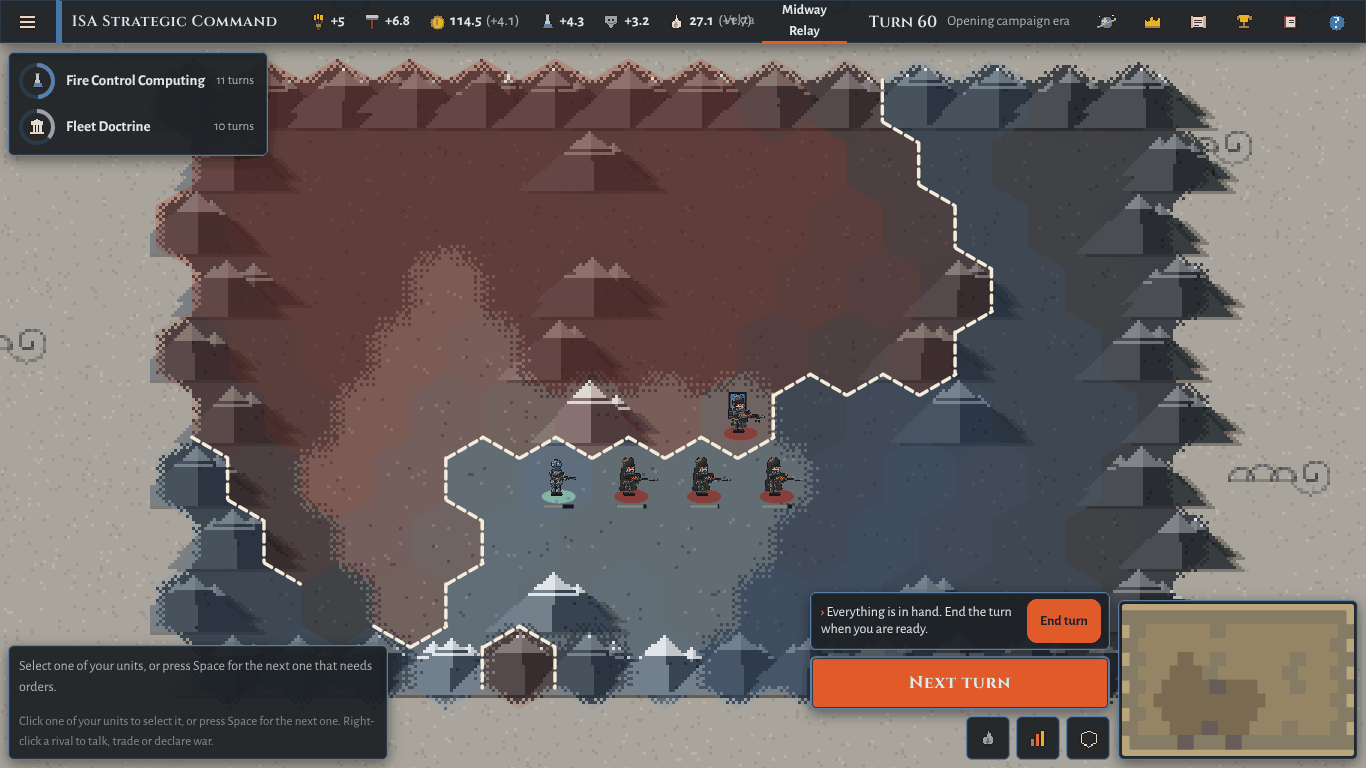 ISA Strategic Command
+5
+6.8
114.5 (+4.1)
+4.3
+3.2
27.1
Midway
Relay
Turn 60
Opening campaign era
Fire Control Computing
11 turns
Fleet Doctrine
10 turns
› Everything is in hand. End the turn
when you are ready.
End turn
Next turn
Select one of your units, or press Space for the next one that needs
orders.
Click one of your units to select it, or press Space for the next one. Right-
click a rival to talk, trade or declare war.